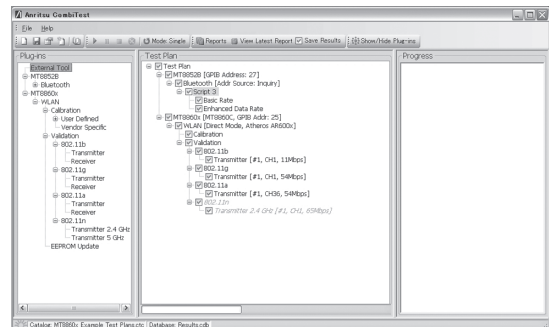 Anritsu CombiTest
File Help
Mode: Single Reports View Latest Report Save Results Show/Hide Plug-ins
Plug-ins
External Tool
MT8852B
Bluetooth
MT8860x
WLAN
Calibration
User Defined
Vendor Specific
Validation
802.11b
Transmitter
Receiver
802.11g
Transmitter
Receiver
802.11a
Transmitter
Receiver
802.11n
Transmitter 2.4 GHz
Transmitter 5 GHz
EEPROM Update
Test Plan
Test Plan
MT8852B [GPIB Address: 27]
Bluetooth [Addr Source: Inquiry]
Script 3
Basic Rate
Enhanced Data Rate
MT8860x [MT8860C, GPIB Addr: 25]
WLAN [Direct Mode, Atheros AR600x]
Calibration
Validation
802.11b
Transmitter [#1, CH1, 11Mbps]
802.11g
Transmitter [#1, CH1, 54Mbps]
802.11a
Transmitter [#1, CH36, 54Mbps]
802.11n
Transmitter 2.4 GHz [#1, CH1, 65Mbps]
Progress
Catalog: MT8860x Example Test Plans.ctc Database: Results.cdb